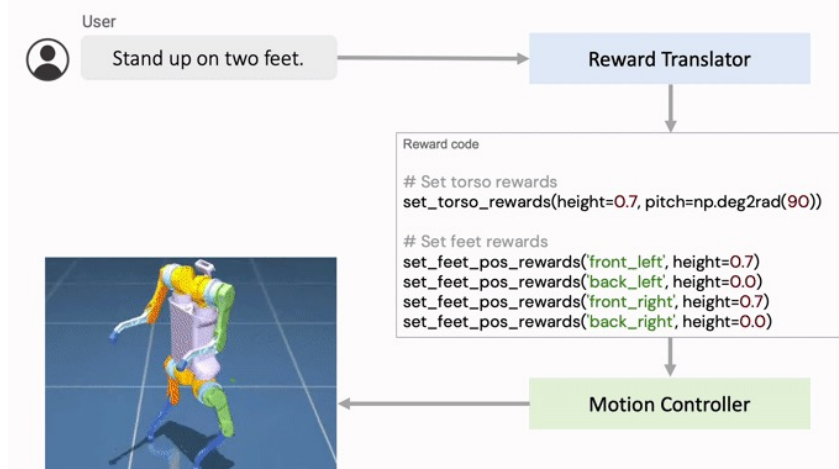 User
Stand up on two feet.
Reward Translator
Reward code
# Set torso rewards
set_torso_rewards(height=0.7, pitch=np.deg2rad(90))
# Set feet rewards
set_feet_pos_rewards('front_left', height=0.7)
set_feet_pos_rewards('back_left', height=0.0)
set_feet_pos_rewards('front_right', height=0.7)
set_feet_pos_rewards('back_right', height=0.0)
Motion Controller